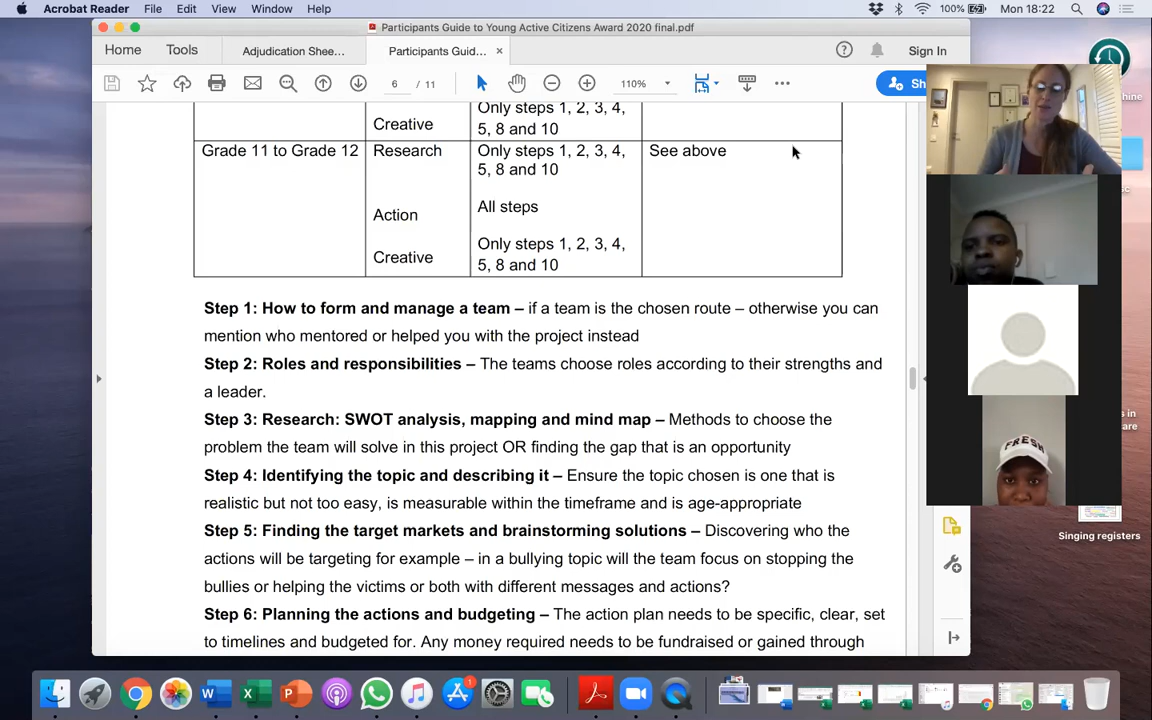 Acrobat Reader File Edit View Window Help 100% Mon 18:22
Participants Guide to Young Active Citizens Award 2020 final.pdf
Home Tools Adjudication Shee... Participants Guid... × Sign In
6 / 11 110% Sh
hine
Only steps 1, 2, 3, 4,
Creative 5, 8 and 10
Grade 11 to Grade 12 Research Only steps 1, 2, 3, 4, See above
5, 8 and 10
All steps
Action
Only steps 1, 2, 3, 4,
Creative 5, 8 and 10
Step 1: How to form and manage a team – if a team is the chosen route – otherwise you can
mention who mentored or helped you with the project instead
Step 2: Roles and responsibilities – The teams choose roles according to their strengths and
a leader.
Step 3: Research: SWOT analysis, mapping and mind map – Methods to choose the
problem the team will solve in this project OR finding the gap that is an opportunity
Step 4: Identifying the topic and describing it – Ensure the topic chosen is one that is
realistic but not too easy, is measurable within the timeframe and is age-appropriate
Step 5: Finding the target markets and brainstorming solutions – Discovering who the
actions will be targeting for example – in a bullying topic will the team focus on stopping the
bullies or helping the victims or both with different messages and actions?
Step 6: Planning the actions and budgeting – The action plan needs to be specific, clear, set
to timelines and budgeted for. Any money required needs to be fundraised or gained through
sc
FRESH
s in
are
Singing registers